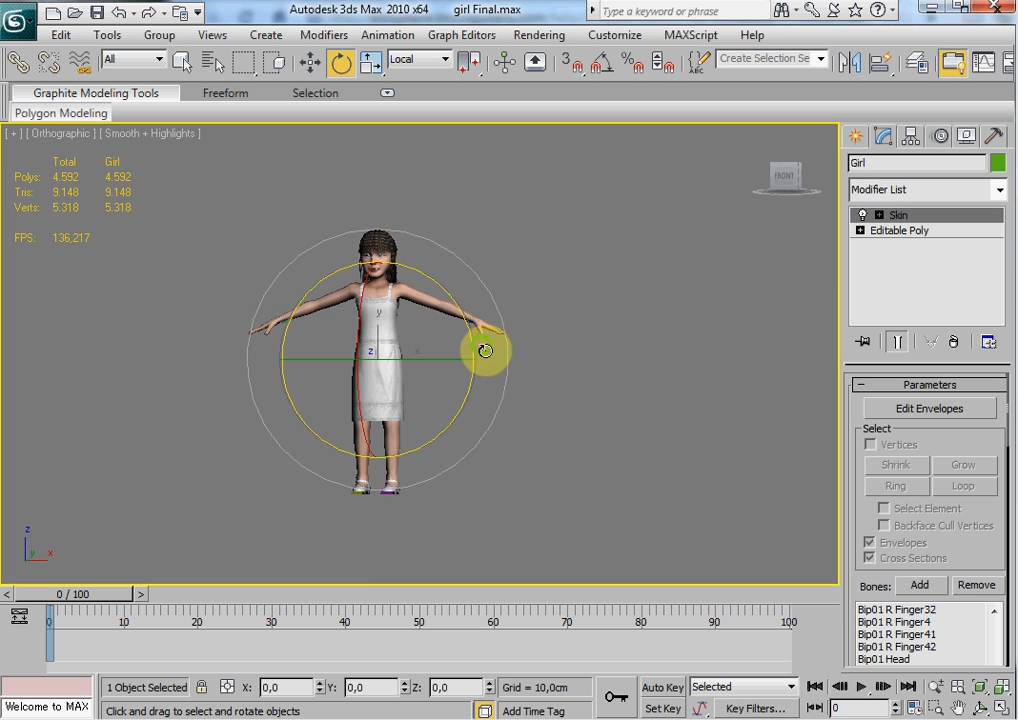 Autodesk 3ds Max 2010 x64 girl Final.max
Type a keyword or phrase
Edit Tools Group Views Create Modifiers Animation Graph Editors Rendering Customize MAXScript Help
All Local Create Selection Se
Graphite Modeling Tools Freeform Selection
Polygon Modeling
[ + ] [ Orthographic ] [ Smooth + Highlights ]
Total Girl
Polys: 4.592 4.592
Tris: 9.148 9.148
Verts: 5.318 5.318
FPS: 136,217
FRONT
y
z x
z
y x
Girl
Modifier List
Skin
Editable Poly
Parameters
Edit Envelopes
Select
Vertices
Shrink Grow
Ring Loop
Select Element
Backface Cull Vertices
Envelopes
Cross Sections
Bones: Add Remove
Bip01 R Finger32
Bip01 R Finger4
Bip01 R Finger41
Bip01 R Finger42
Bip01 Head
< 0 / 100 >
0 10 20 30 40 50 60 70 80 90 100
1 Object Selected X: 0,0 Y: 0,0 Z: 0,0 Grid = 10,0cm Auto Key Selected
Welcome to MAX Click and drag to select and rotate objects Add Time Tag Set Key Key Filters... 0